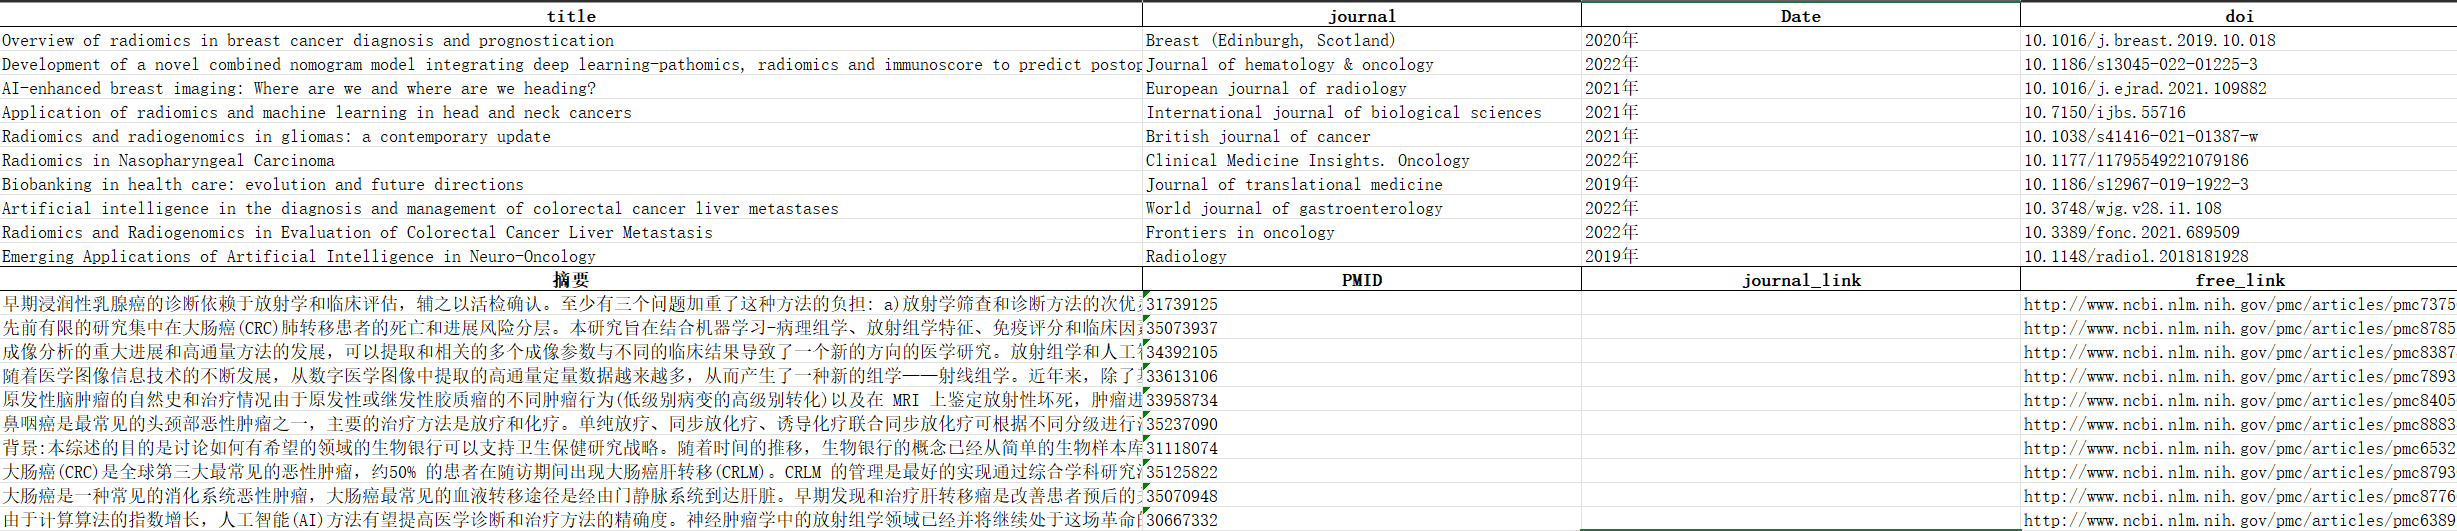 title journal Date doi
Overview of radiomics in breast cancer diagnosis and prognostication Breast (Edinburgh, Scotland) 2020年 10.1016/j.breast.2019.10.018
Development of a novel combined nomogram model integrating deep learning-pathomics, radiomics and immunoscore to predict postop Journal of hematology & oncology 2022年 10.1186/s13045-022-01225-3
AI-enhanced breast imaging: Where are we and where are we heading? European journal of radiology 2021年 10.1016/j.ejrad.2021.109882
Application of radiomics and machine learning in head and neck cancers International journal of biological sciences 2021年 10.7150/ijbs.55716
Radiomics and radiogenomics in gliomas: a contemporary update British journal of cancer 2021年 10.1038/s41416-021-01387-w
Radiomics in Nasopharyngeal Carcinoma Clinical Medicine Insights. Oncology 2022年 10.1177/11795549221079186
Biobanking in health care: evolution and future directions Journal of translational medicine 2019年 10.1186/s12967-019-1922-3
Artificial intelligence in the diagnosis and management of colorectal cancer liver metastases World journal of gastroenterology 2022年 10.3748/wjg.v28.i1.108
Radiomics and Radiogenomics in Evaluation of Colorectal Cancer Liver Metastasis Frontiers in oncology 2022年 10.3389/fonc.2021.689509
Emerging Applications of Artificial Intelligence in Neuro-Oncology Radiology 2019年 10.1148/radiol.2018181928
摘要 PMID journal_link free_link
早期浸润性乳腺癌的诊断依赖于放射学和临床评估，辅之以活检确认。至少有三个问题加重了这种方法的负担: a)放射学筛查和诊断方法的次优 31739125 http://www.ncbi.nlm.nih.gov/pmc/articles/pmc7375
先前有限的研究集中在大肠癌(CRC)肺转移患者的死亡和进展风险分层。本研究旨在结合机器学习-病理组学、放射组学特征、免疫评分和临床因 35073937 http://www.ncbi.nlm.nih.gov/pmc/articles/pmc8785
成像分析的重大进展和高通量方法的发展，可以提取和相关的多个成像参数与不同的临床结果导致了一个新的方向的医学研究。放射组学和人工 34392105 http://www.ncbi.nlm.nih.gov/pmc/articles/pmc8387
随着医学图像信息技术的不断发展，从数字医学图像中提取的高通量定量数据越来越多，从而产生了一种新的组学——射线组学。近年来，除了 33613106 http://www.ncbi.nlm.nih.gov/pmc/articles/pmc7893
原发性脑肿瘤的自然史和治疗情况由于原发性或继发性胶质瘤的不同肿瘤行为(低级别病变的高级别转化)以及在 MRI 上鉴定放射性坏死，肿瘤进 33958734 http://www.ncbi.nlm.nih.gov/pmc/articles/pmc8405
鼻咽癌是最常见的头颈部恶性肿瘤之一，主要的治疗方法是放疗和化疗。单纯放疗、同步放化疗、诱导化疗联合同步放化疗可根据不同分级进行 35237090 http://www.ncbi.nlm.nih.gov/pmc/articles/pmc8883
背景:本综述的目的是讨论如何有希望的领域的生物银行可以支持卫生保健研究战略。随着时间的推移，生物银行的概念已经从简单的生物样本库 31118074 http://www.ncbi.nlm.nih.gov/pmc/articles/pmc6532
大肠癌(CRC)是全球第三大最常见的恶性肿瘤，约50% 的患者在随访期间出现大肠癌肝转移(CRLM)。CRLM 的管理是最好的实现通过综合学科研究 35125822 http://www.ncbi.nlm.nih.gov/pmc/articles/pmc8793
大肠癌是一种常见的消化系统恶性肿瘤，大肠癌最常见的血液转移途径是经由门静脉系统到达肝脏。早期发现和治疗肝转移瘤是改善患者预后的 35070948 http://www.ncbi.nlm.nih.gov/pmc/articles/pmc8776
由于计算算法的指数增长，人工智能(AI)方法有望提高医学诊断和治疗方法的精确度。神经肿瘤学中的放射组学领域已经并将继续处于这场革命的 30667332 http://www.ncbi.nlm.nih.gov/pmc/articles/pmc6389